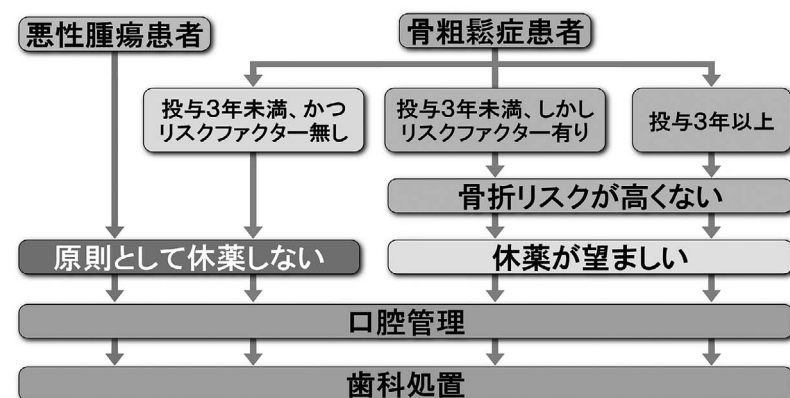 悪性腫瘍患者
骨粗鬆症患者
投与3年未満、かつ
リスクファクター無し
投与3年未満、しかし
リスクファクター有り
投与3年以上
骨折リスクが高くない
原則として休薬しない
休薬が望ましい
口腔管理
歯科処置